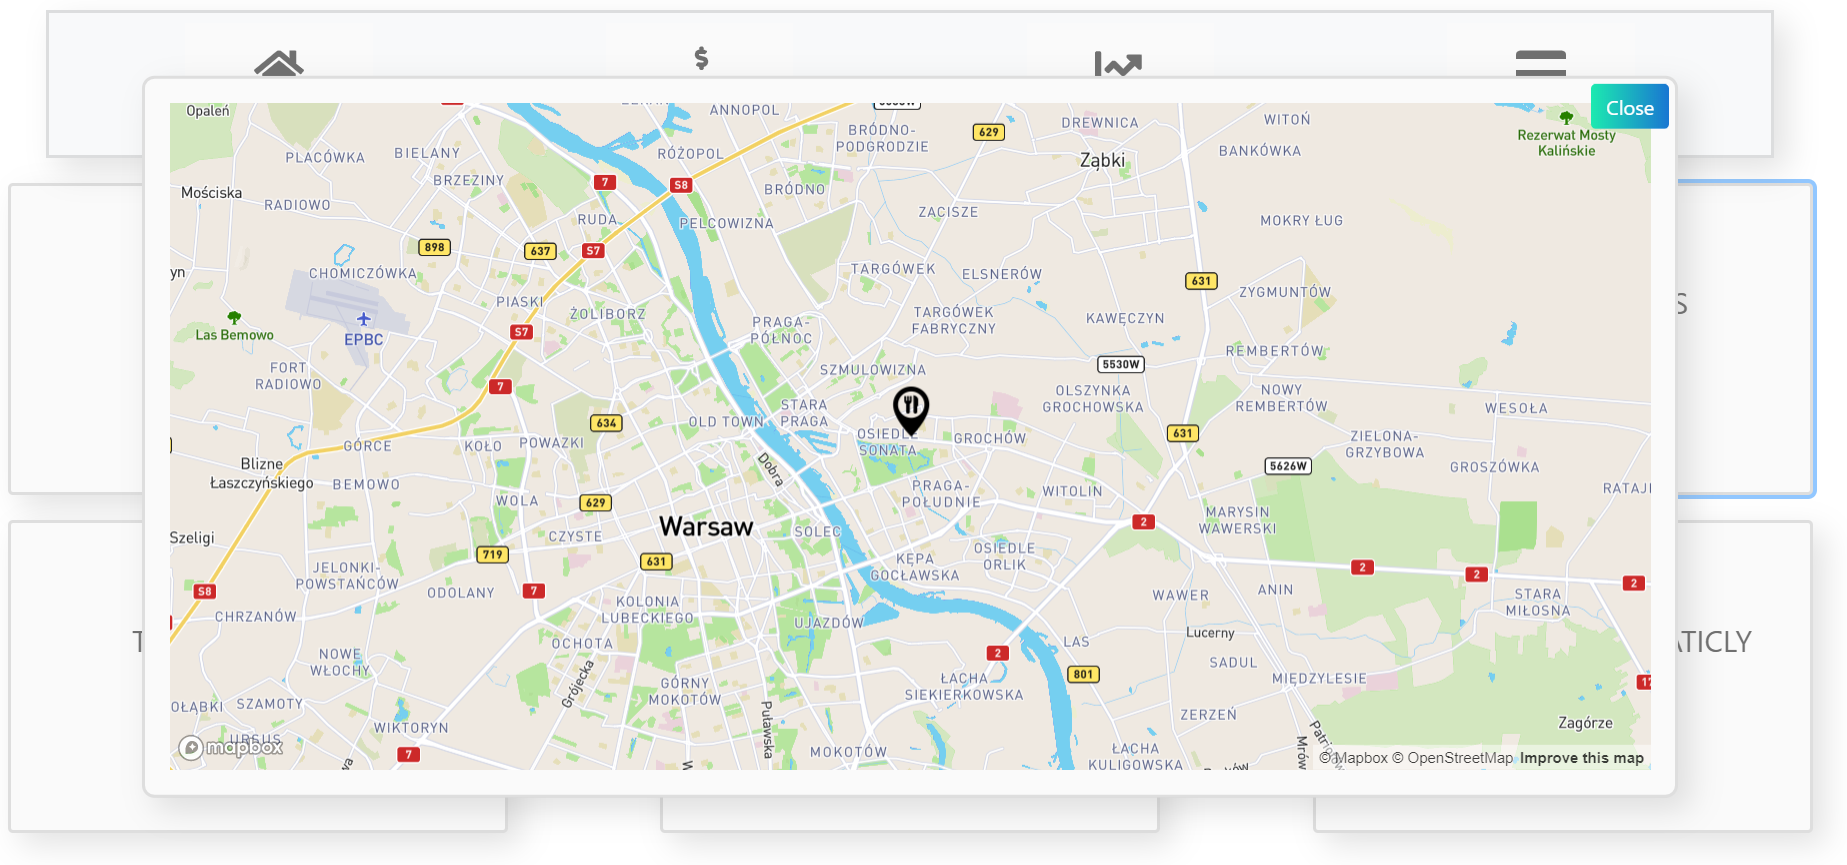 $
Close
Opaleń
ANNOPOL
629
DREWNICA
WITOŃ
Rezerwat Mosty
Kalińskie
PLACÓWKA
BIELANY
RÓŻOPOL
BRÓDNO-
PODGRODZIE
Ząbki
BANKÓWKA
Mościska
BRZEZINY
7
S8
BRÓDNO
RADIOWO
RUDA
PELCOWIZNA
ZACISZE
MOKRY ŁUG
898
637
S7
CHOMICZÓWKA
TARGÓWEK
ELSNERÓW
631
ZYGMUNTÓW
PIASKI
ŻOLIBORZ
TARGÓWEK
FABRYCZNY
KAWĘCZYN
S
Las Bemowo
EPBC
S7
PRAGA-
PÓŁNOC
REMBERTÓW
FORT
RADIOWO
7
SZMULOWIZNA
5530W
OLSZYNKA
GROCHOWSKA
NOWY
REMBERTÓW
WESOŁA
634
OLD TOWN
STARA
PRAGA
OSIEDLE
SONATA
GROCHÓW
631
ZIELONA-
GRZYBOWA
GÓRCE
KOŁO
POWĄZKI
Blizne
Łaszczyńskiego
BEMOWO
Dobra
5626W
GROSZÓWKA
WOLA
629
PRAGA-
POŁUDNIE
WITOLIN
RATAJ
MARYSIN
WAWERSKI
Szeligi
CZYSTE
Warsaw
SOLEC
2
719
631
KĘPA
GOCŁAWSKA
OSIEDLE
ORLIK
2
2
2
JELONKI-
POWSTAŃCÓW
S8
ODOLANY
7
KOLONIA
LUBECKIEGO
WAWER
ANIN
STARA
MIŁOSNA
CHRZANÓW
UJAZDÓW
T
OCHOTA
LAS
Lucerny
ATICLY
NOWE
WŁOCHY
Grójecka
2
801
SADUL
MIĘDZYLESIE
GÓRNY
MOKOTÓW
ŁACHA
SIEKIERKOWSKA
OŁĄBKI
SZAMOTY
WIKTORYN
Puławska
ZERZEŃ
Zagórze
URSUS
mapbox
7
MOKOTÓW
ŁACHA
KULIGOWSKA
© Mapbox © OpenStreetMap Improve this map